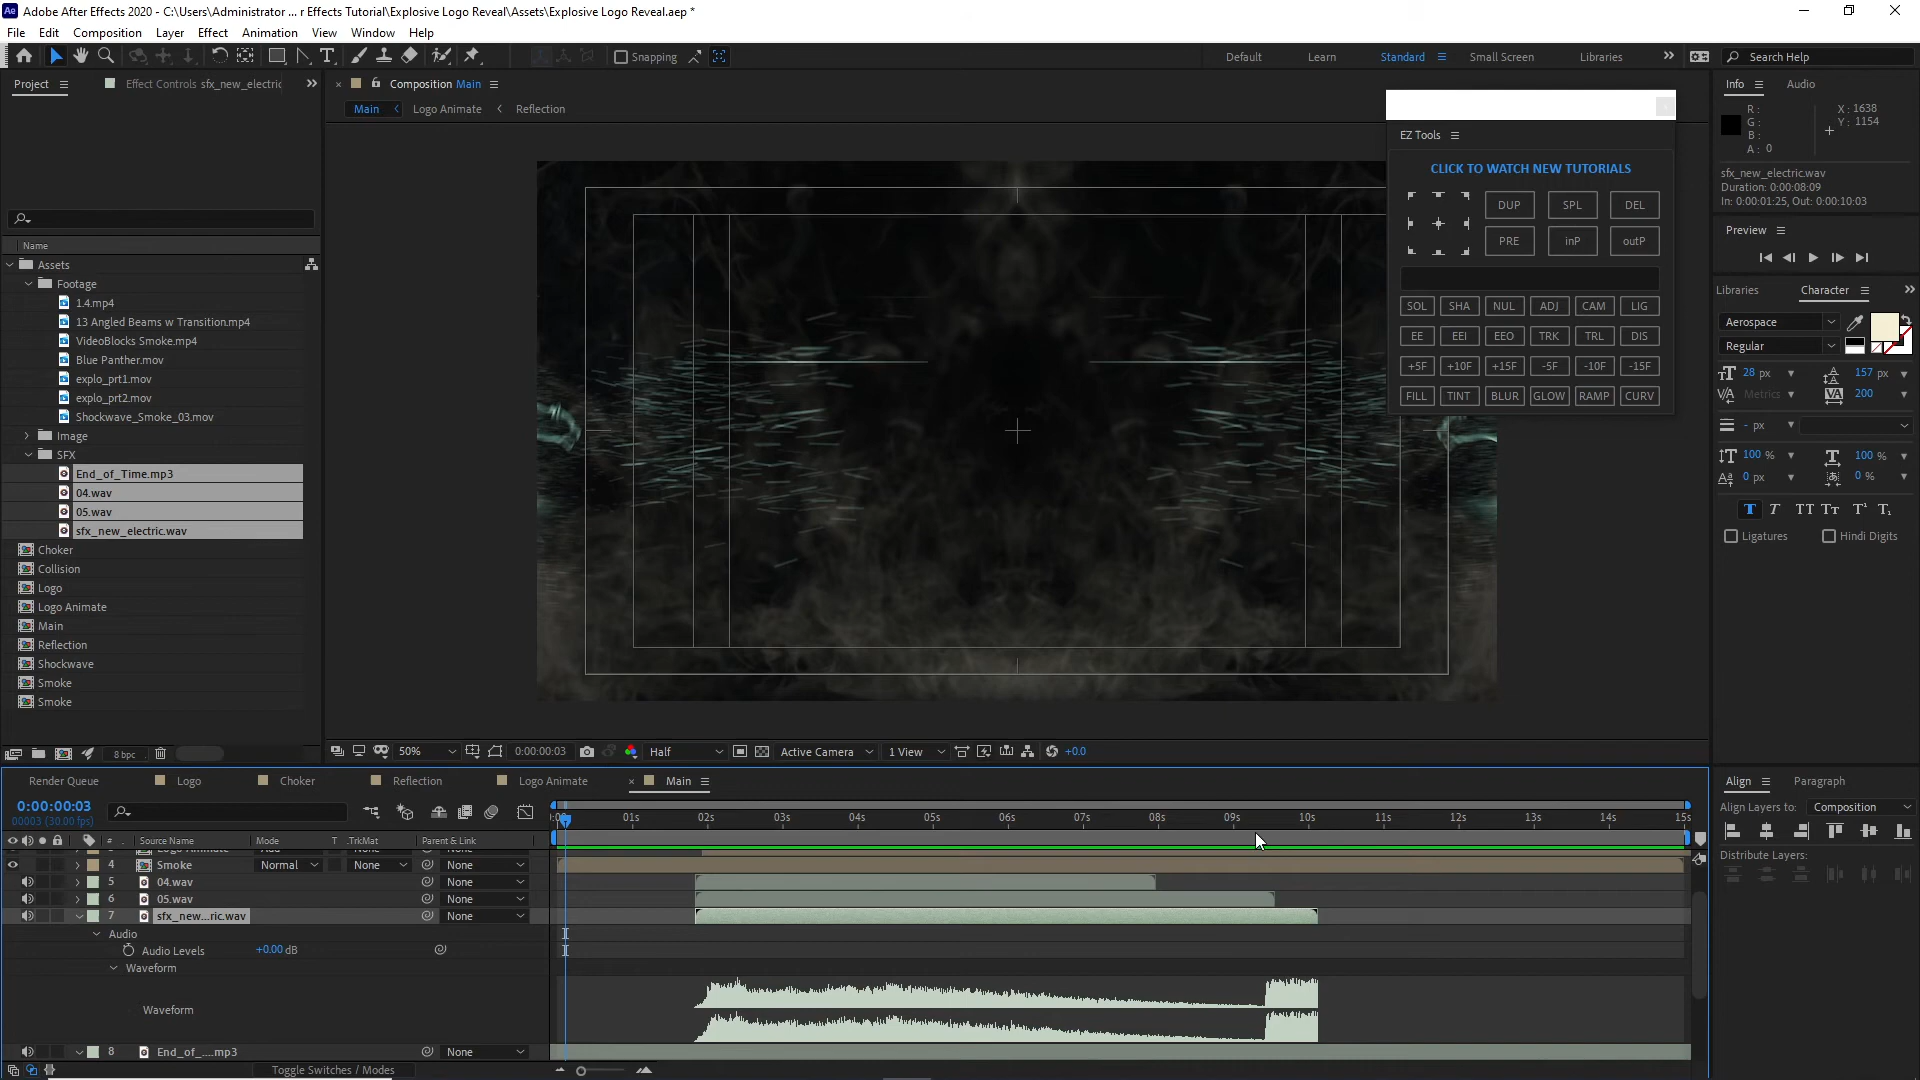 Adobe After Effects 2020 - C:\Users\Administrator ... r Effects Tutorial\Explosive Logo Reveal\Assets\Explosive Logo Reveal.aep *
File Edit Composition Layer Effect Animation View Window Help
Snapping
Default Learn Standard Small Screen Libraries Search Help
Project Effect Controls sfx_new_electric
Composition Main
Info Audio
Main Logo Animate Reflection
R :
G :
B :
A : 0
X : 1638
Y : 1154
EZ Tools
CLICK TO WATCH NEW TUTORIALS
sfx_new_electric.wav
Duration: 0:00:08:09
In: 0:00:01:25, Out: 0:00:10:03
DUP SPL DEL
PRE inP outP
Preview
Name
Assets
Footage
1.4.mp4
13 Angled Beams w Transition.mp4
VideoBlocks Smoke.mp4
Blue Panther.mov
explo_prt1.mov
explo_prt2.mov
Shockwave_Smoke_03.mov
Image
SFX
End_of_Time.mp3
04.wav
05.wav
sfx_new_electric.wav
Choker
Collision
Logo
Logo Animate
Main
Reflection
Shockwave
Smoke
Smoke
8 bpc
SOL SHA NUL ADJ CAM LIG
EE EEI EEO TRK TRL DIS
+5F +10F +15F -5F -10F -15F
FILL TINT BLUR GLOW RAMP CURV
Libraries Character
Aerospace
Regular
28 px 157 px
Metrics 200
- px
100 % 100 %
0 px 0 %
T T TT Tt T¹ T₁
Ligatures Hindi Digits
50% 0:00:00:03 Half Active Camera 1 View +0.0
Render Queue Logo Choker Reflection Logo Animate Main
0:00:00:03
00003 (30.00 fps)
:00 01s 02s 03s 04s 05s 06s 07s 08s 09s 10s 11s 12s 13s 14s 15s
# Source Name Mode T .TrkMat Parent & Link
4 Smoke Normal None None
5 04.wav None
6 05.wav None
7 sfx_new...ric.wav None
Audio
Audio Levels +0.00 dB
Waveform
Waveform
8 End_of_....mp3 None
Toggle Switches / Modes
Align Paragraph
Align Layers to: Composition
Distribute Layers: